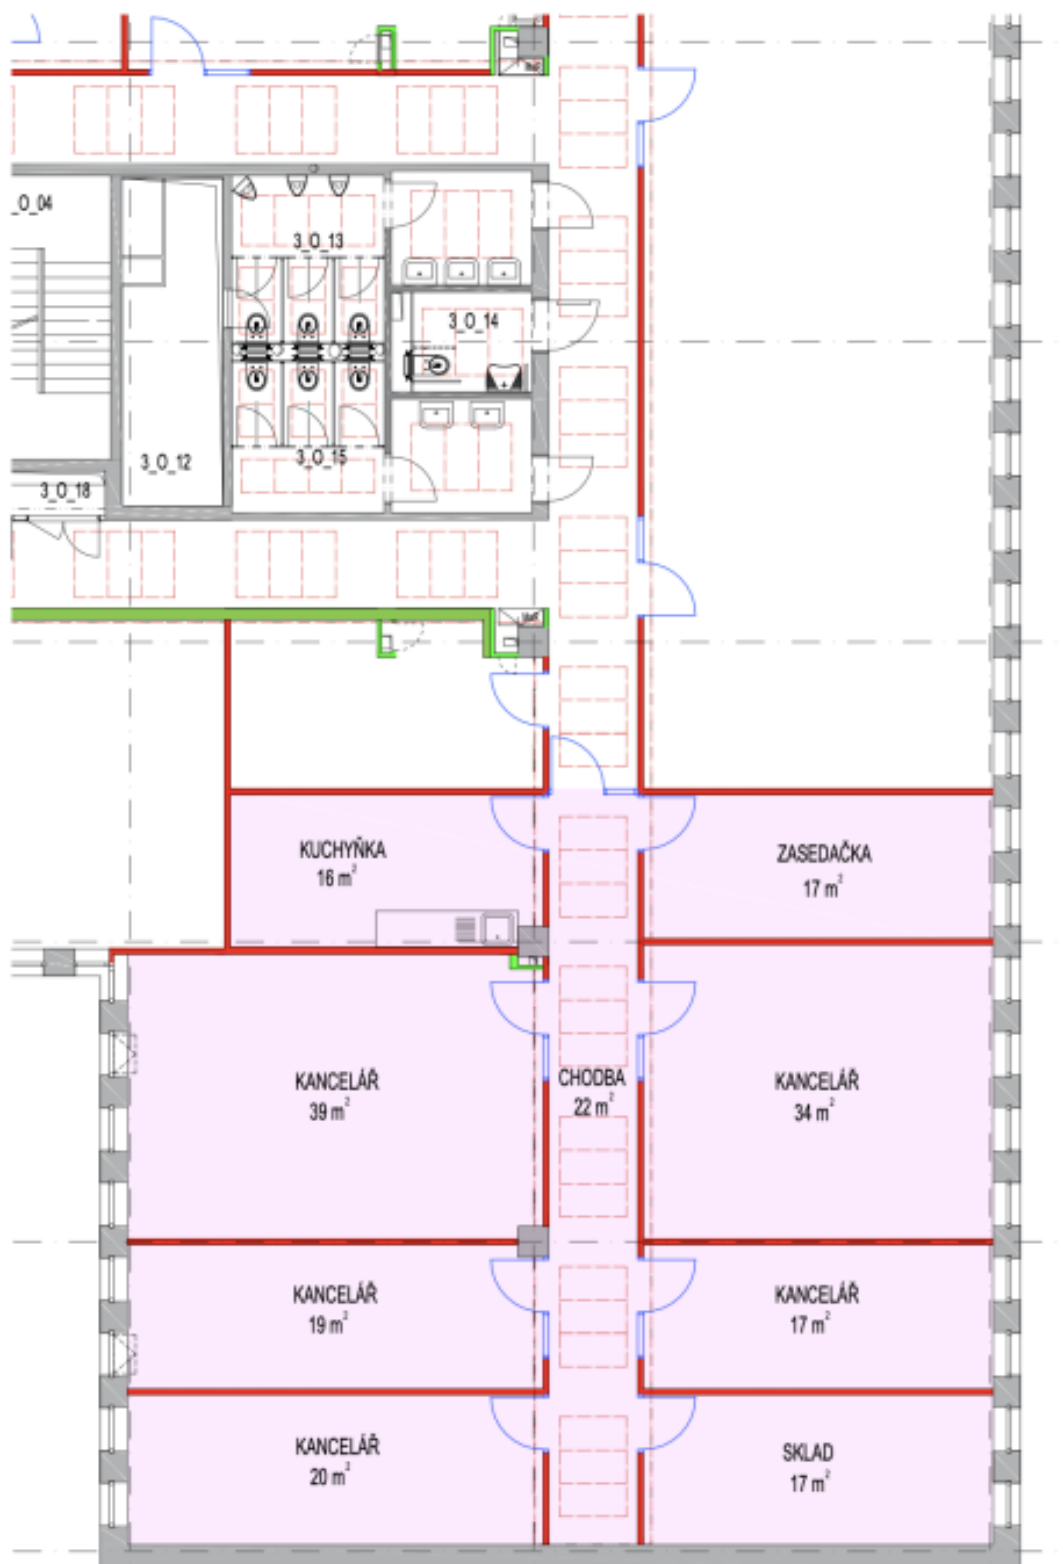 _O_04
3_O_13
3_O_14
3_O_12
3_O_15
3_O_18
KUCHYŇKA
16 m²
ZASEDAČKA
17 m²
KANCELÁŘ
39 m²
CHODBA
22 m²
KANCELÁŘ
34 m²
KANCELÁŘ
19 m²
KANCELÁŘ
17 m²
KANCELÁŘ
20 m²
SKLAD
17 m²